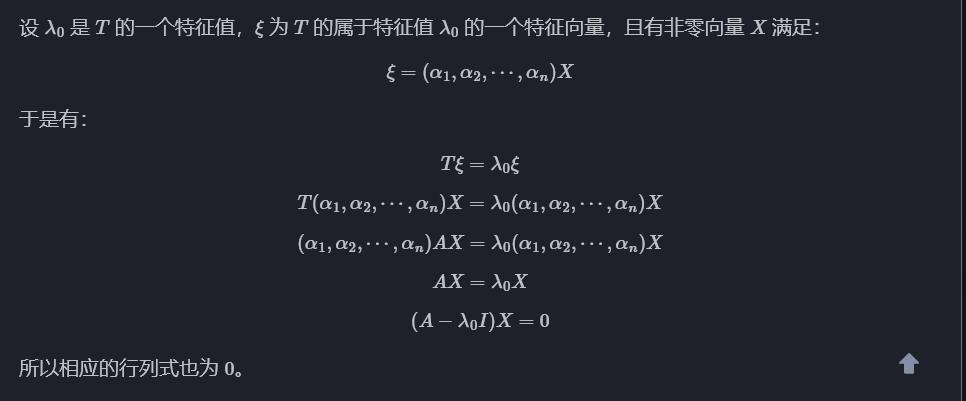 设 λ₀ 是 T 的一个特征值，ξ 为 T 的属于特征值 λ₀ 的一个特征向量，且有非零向量 X 满足：
ξ = (α₁, α₂, ⋯, αₙ)X
于是有：
Tξ = λ₀ξ
T(α₁, α₂, ⋯, αₙ)X = λ₀(α₁, α₂, ⋯, αₙ)X
(α₁, α₂, ⋯, αₙ)AX = λ₀(α₁, α₂, ⋯, αₙ)X
AX = λ₀X
(A − λ₀I)X = 0
所以相应的行列式也为 0。